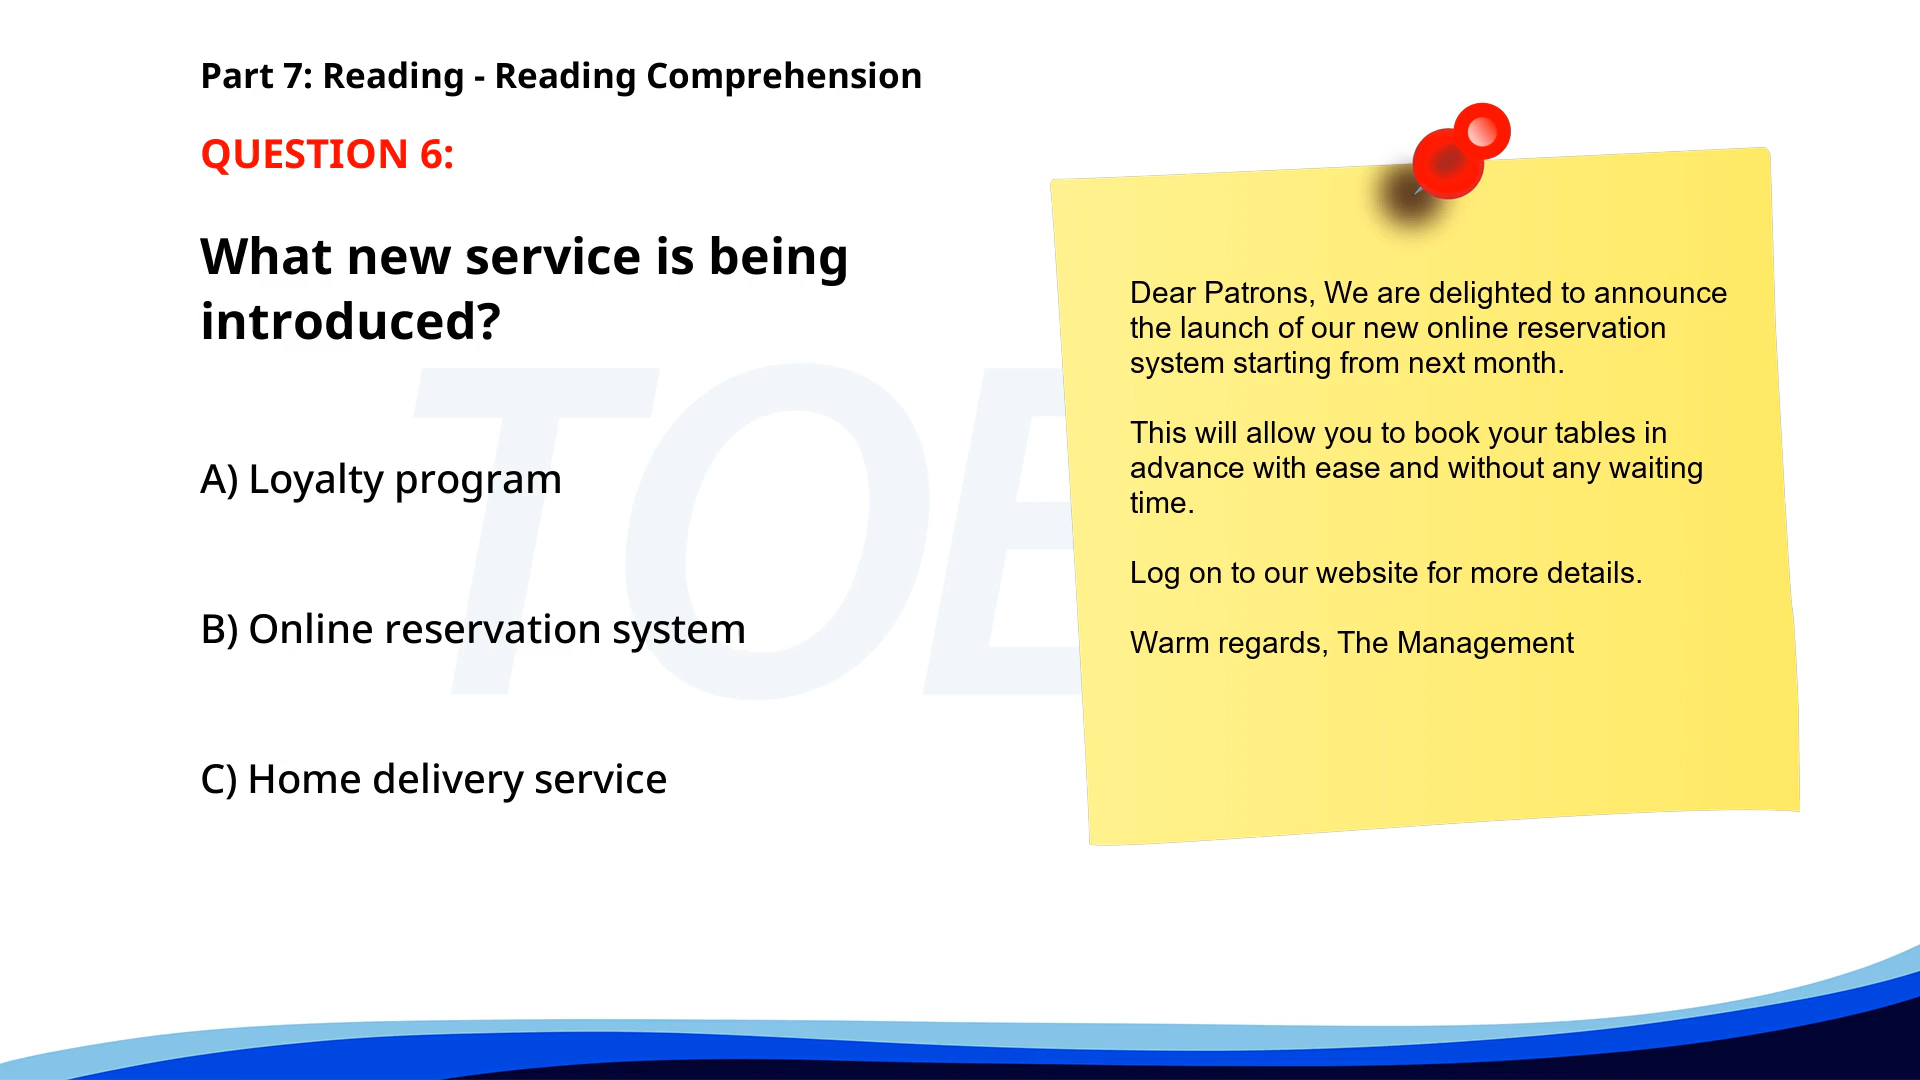 Part 7: Reading - Reading Comprehension
QUESTION 6:
What new service is being
introduced?
A) Loyalty program
B) Online reservation system
C) Home delivery service
Dear Patrons, We are delighted to announce
the launch of our new online reservation
system starting from next month.
This will allow you to book your tables in
advance with ease and without any waiting
time.
Log on to our website for more details.
Warm regards, The Management
TOE